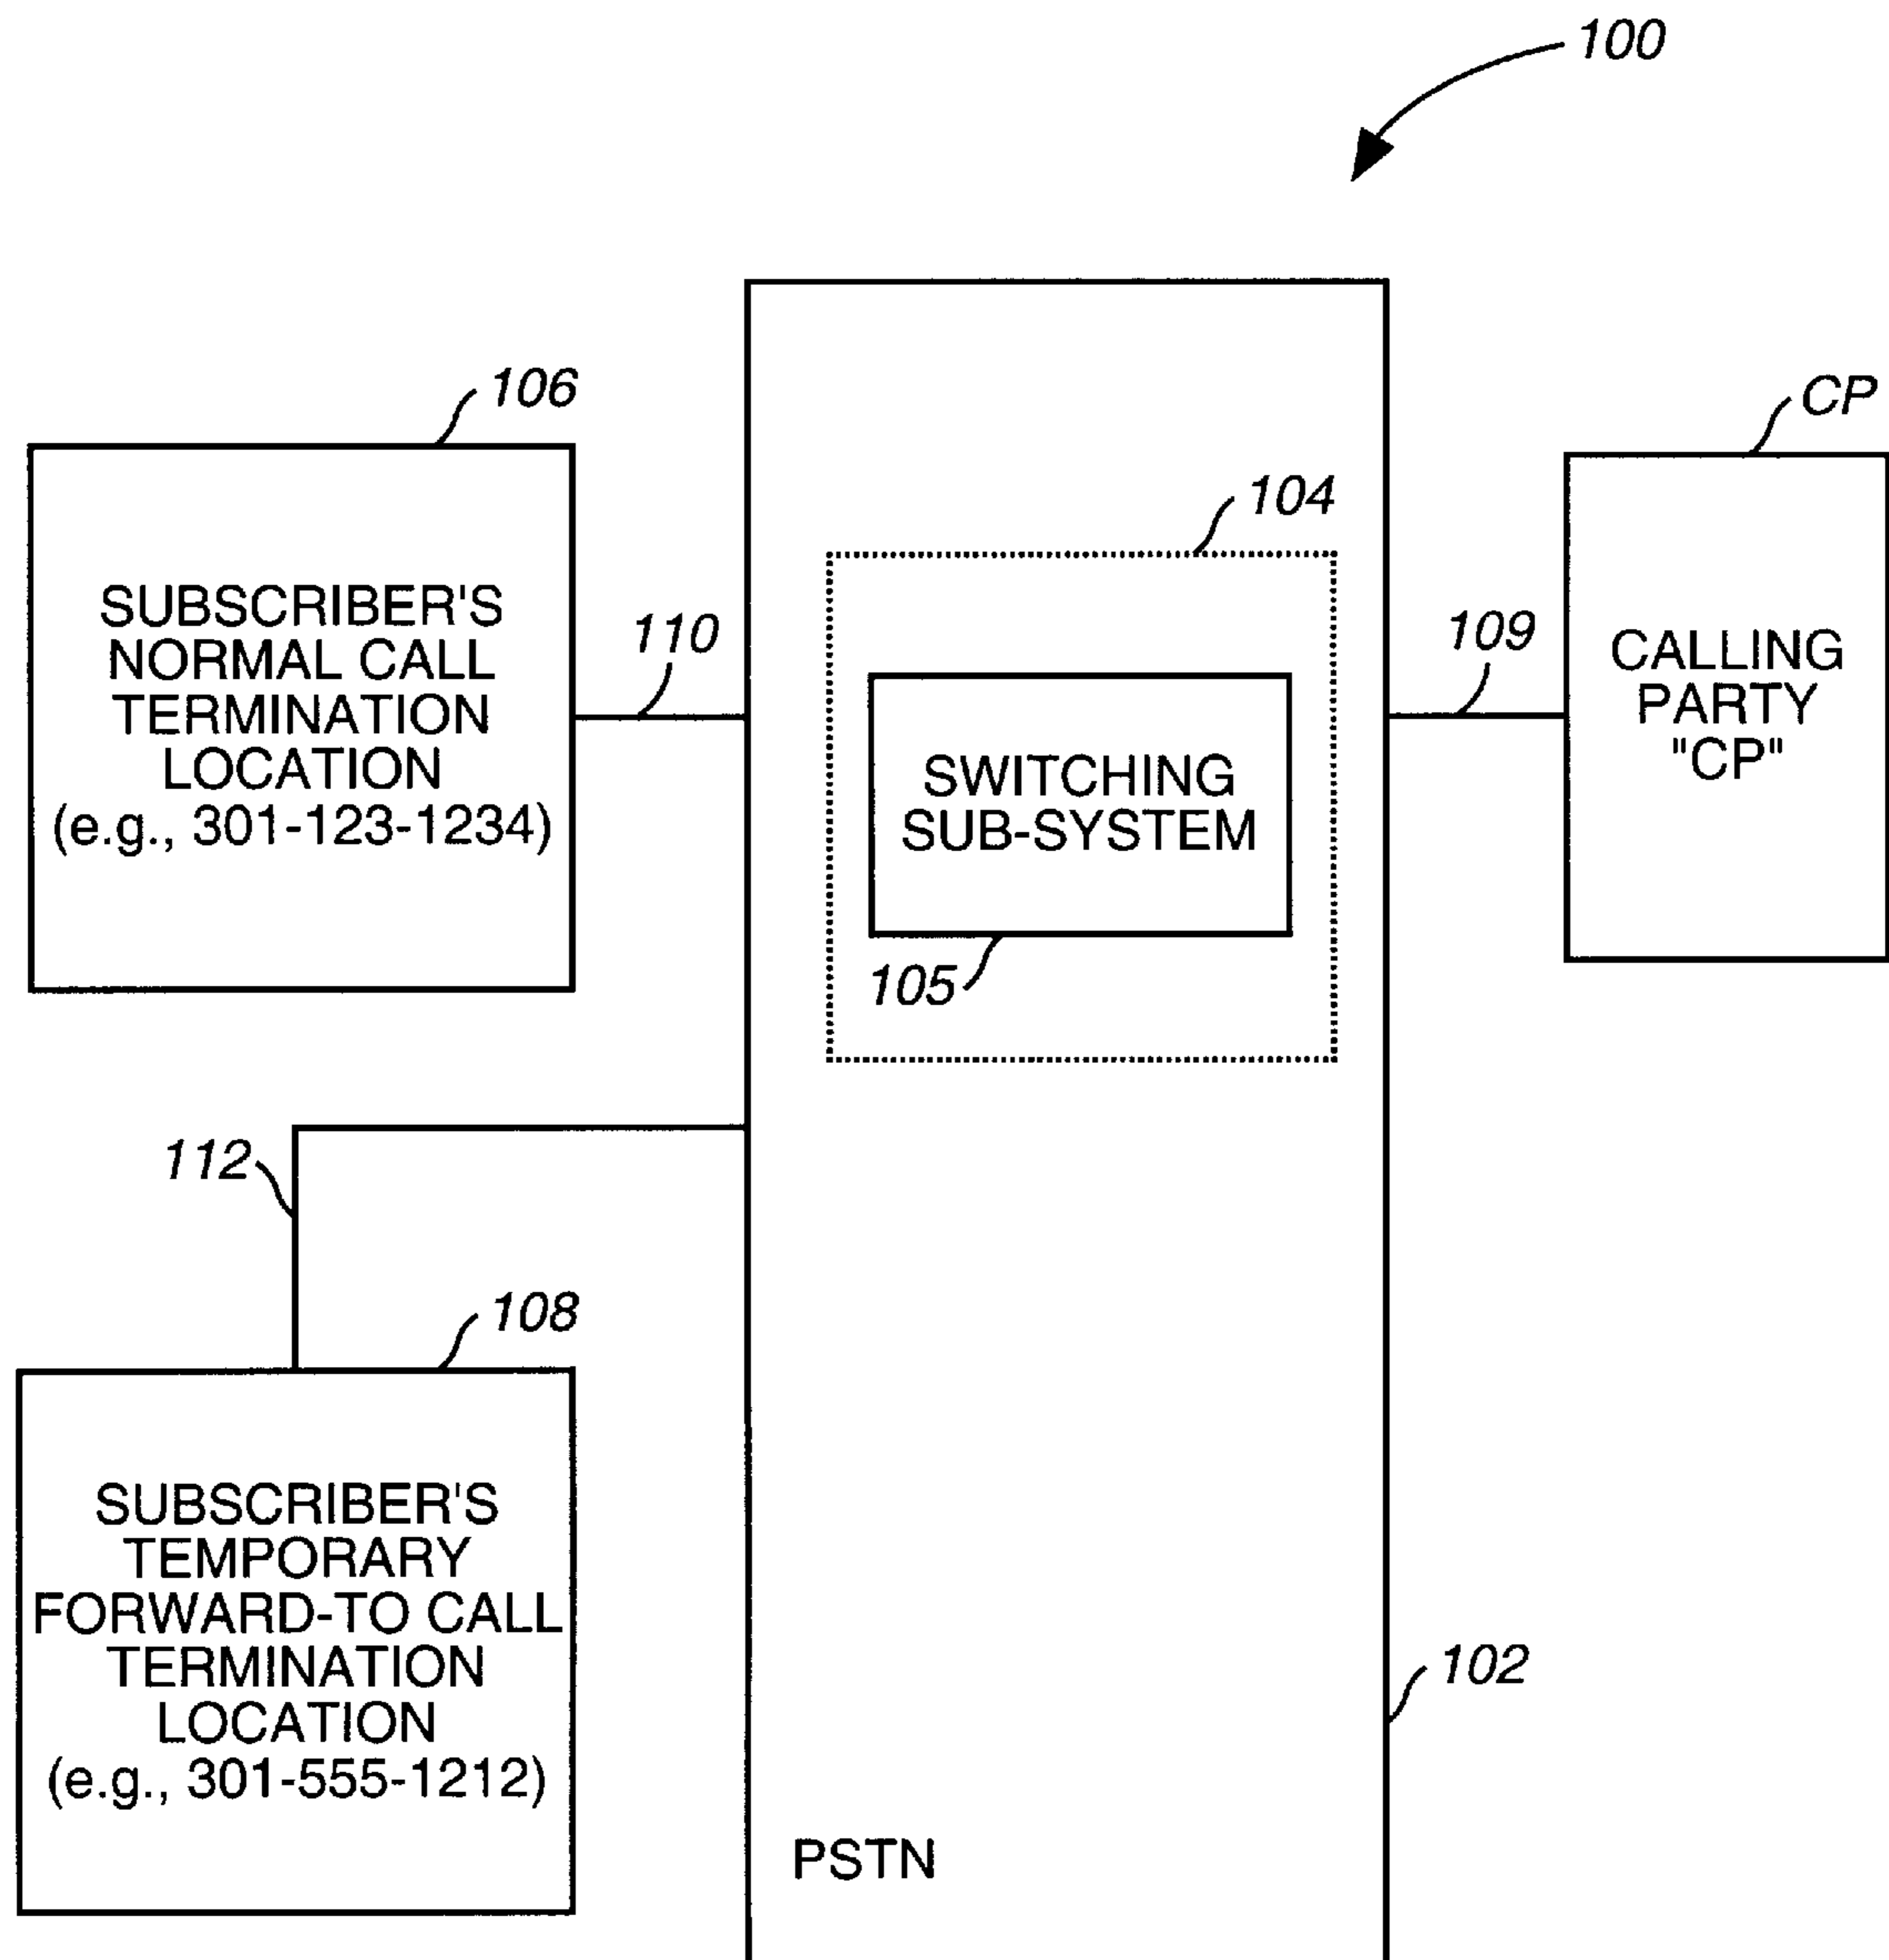 100
106
SUBSCRIBER'S
NORMAL CALL
TERMINATION
LOCATION
(e.g., 301-123-1234)
110
104
SWITCHING
SUB-SYSTEM
105
109
CP
CALLING
PARTY
"CP"
112
108
SUBSCRIBER'S
TEMPORARY
FORWARD-TO CALL
TERMINATION
LOCATION
(e.g., 301-555-1212)
102
PSTN